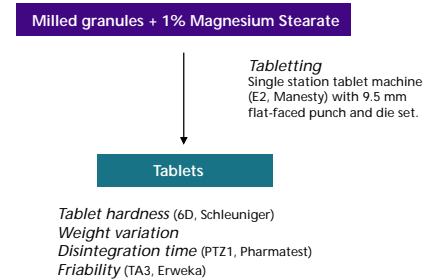 Milled granules + 1% Magnesium Stearate
Tabletting
Single station tablet machine
(E2, Manesty) with 9.5 mm
flat-faced punch and die set.
Tablets
Tablet hardness (6D, Schleuniger)
Weight variation
Disintegration time (PTZ1, Pharmatest)
Friability (TA3, Erweka)